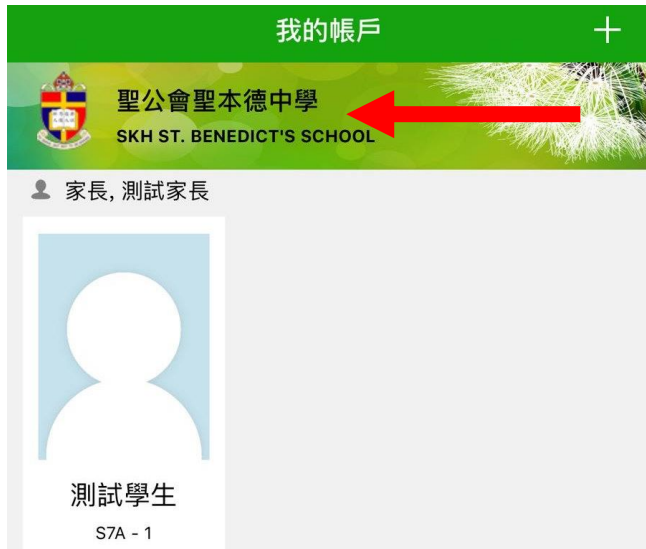 我的帳戶
聖公會聖本德中學
SKH ST. BENEDICT'S SCHOOL
家長, 測試家長
測試學生
S7A - 1